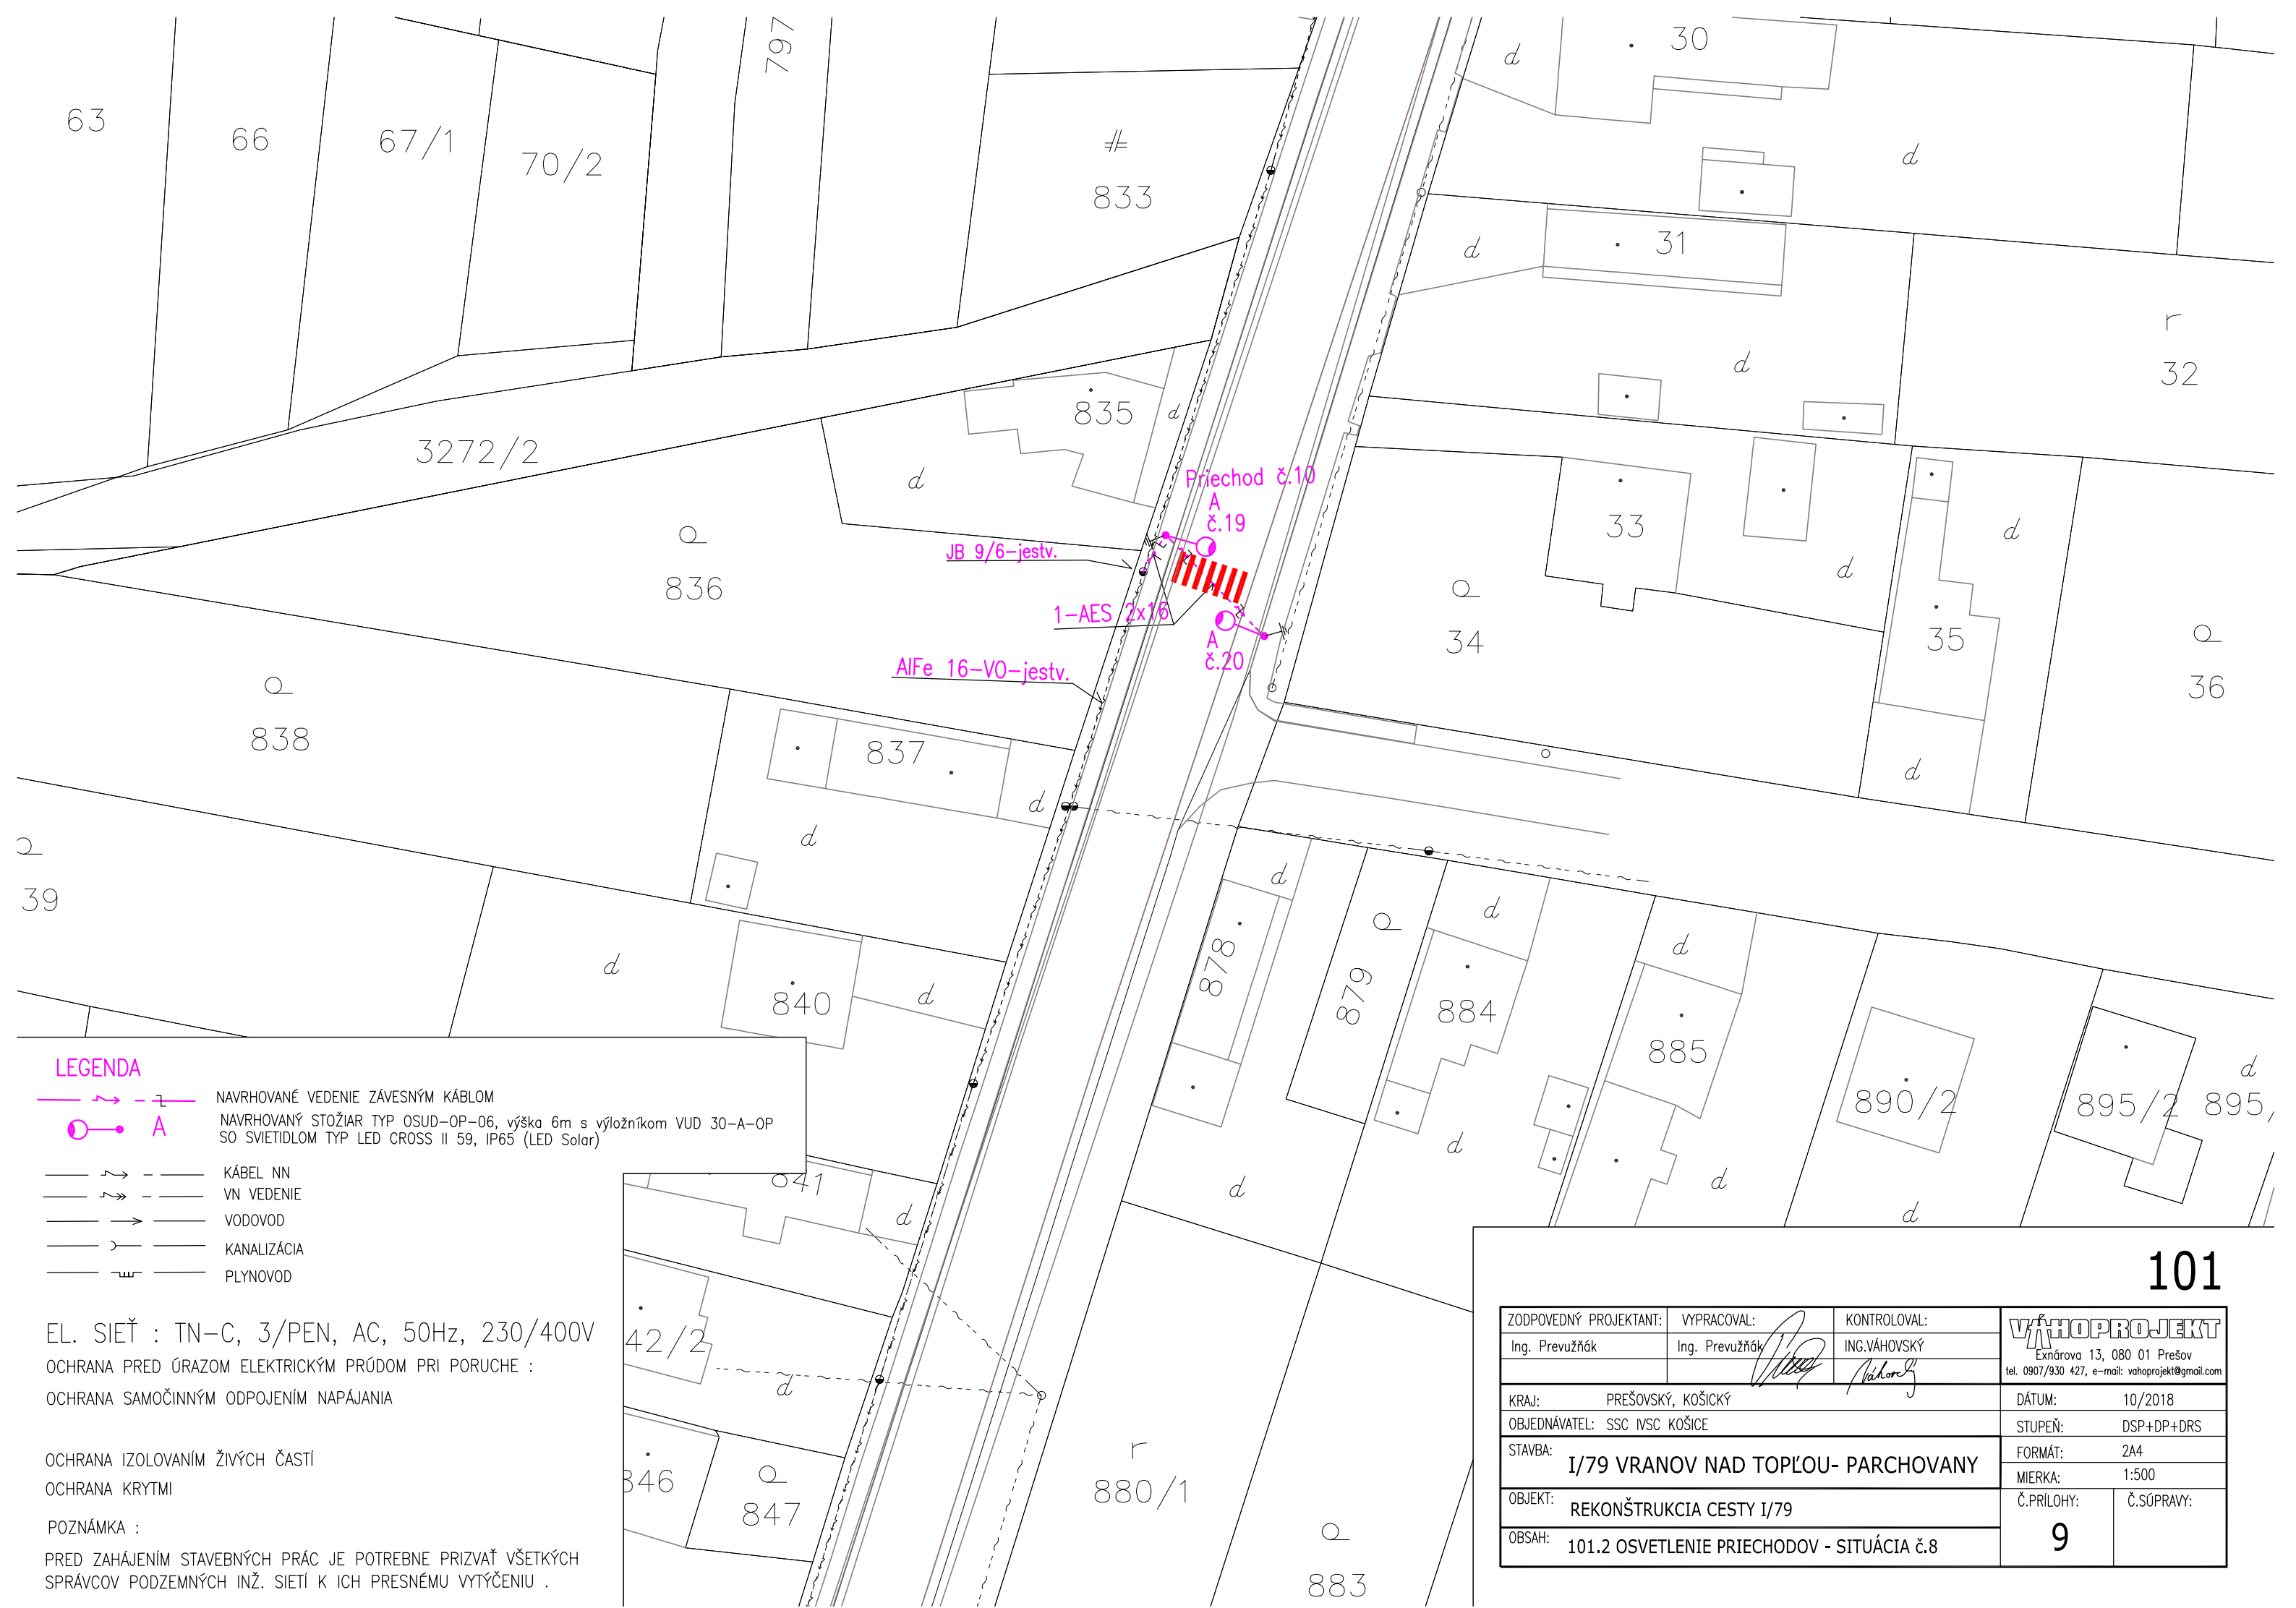 63
66
67/1
70/2
797
833
30
d
d
31
d
d
r
32
3272/2
835
d
d
836
Priechod č.10
A
č.19
JB 9/6-jestv.
1-AES 2x16
A
č.20
AlFe 16-VO-jestv.
33
34
d
35
d
36
d
838
837
d
d
39
840
d
d
878
d
879
884
d
d
885
d
d
890/2
d
895/2
895/
d
841
d
42/2
d
846
847
r
880/1
883
d
LEGENDA
NAVRHOVANÉ VEDENIE ZÁVESNÝM KÁBLOM
A
NAVRHOVANÝ STOŽIAR TYP OSUD-OP-06, výška 6m s výložníkom VUD 30-A-OP
SO SVIETIDLOM TYP LED CROSS II 59, IP65 (LED Solar)
KÁBEL NN
VN VEDENIE
VODOVOD
KANALIZÁCIA
PLYNOVOD
EL. SIEŤ : TN-C, 3/PEN, AC, 50Hz, 230/400V
OCHRANA PRED ÚRAZOM ELEKTRICKÝM PRÚDOM PRI PORUCHE :
OCHRANA SAMOČINNÝM ODPOJENÍM NAPÁJANIA
OCHRANA IZOLOVANÍM ŽIVÝCH ČASTÍ
OCHRANA KRYTMI
POZNÁMKA :
PRED ZAHÁJENÍM STAVEBNÝCH PRÁC JE POTREBNE PRIZVAŤ VŠETKÝCH
SPRÁVCOV PODZEMNÝCH INŽ. SIETÍ K ICH PRESNÉMU VYTÝČENIU .
101
ZODPOVEDNÝ PROJEKTANT: VYPRACOVAL: KONTROLOVAL:
Ing. Prevužňák Ing. Prevužňák ING.VÁHOVSKÝ
VÁHOPROJEKT
Exnárova 13, 080 01 Prešov
tel. 0907/930 427, e-mail: vahoprojekt@gmail.com
KRAJ: PREŠOVSKÝ, KOŠICKÝ
OBJEDNÁVATEL: SSC IVSC KOŠICE
STAVBA: I/79 VRANOV NAD TOPĽOU- PARCHOVANY
OBJEKT: REKONŠTRUKCIA CESTY I/79
OBSAH: 101.2 OSVETLENIE PRIECHODOV - SITUÁCIA č.8
DÁTUM: 10/2018
STUPEŇ: DSP+DP+DRS
FORMÁT: 2A4
MIERKA: 1:500
Č.PRÍLOHY: Č.SÚPRAVY:
9